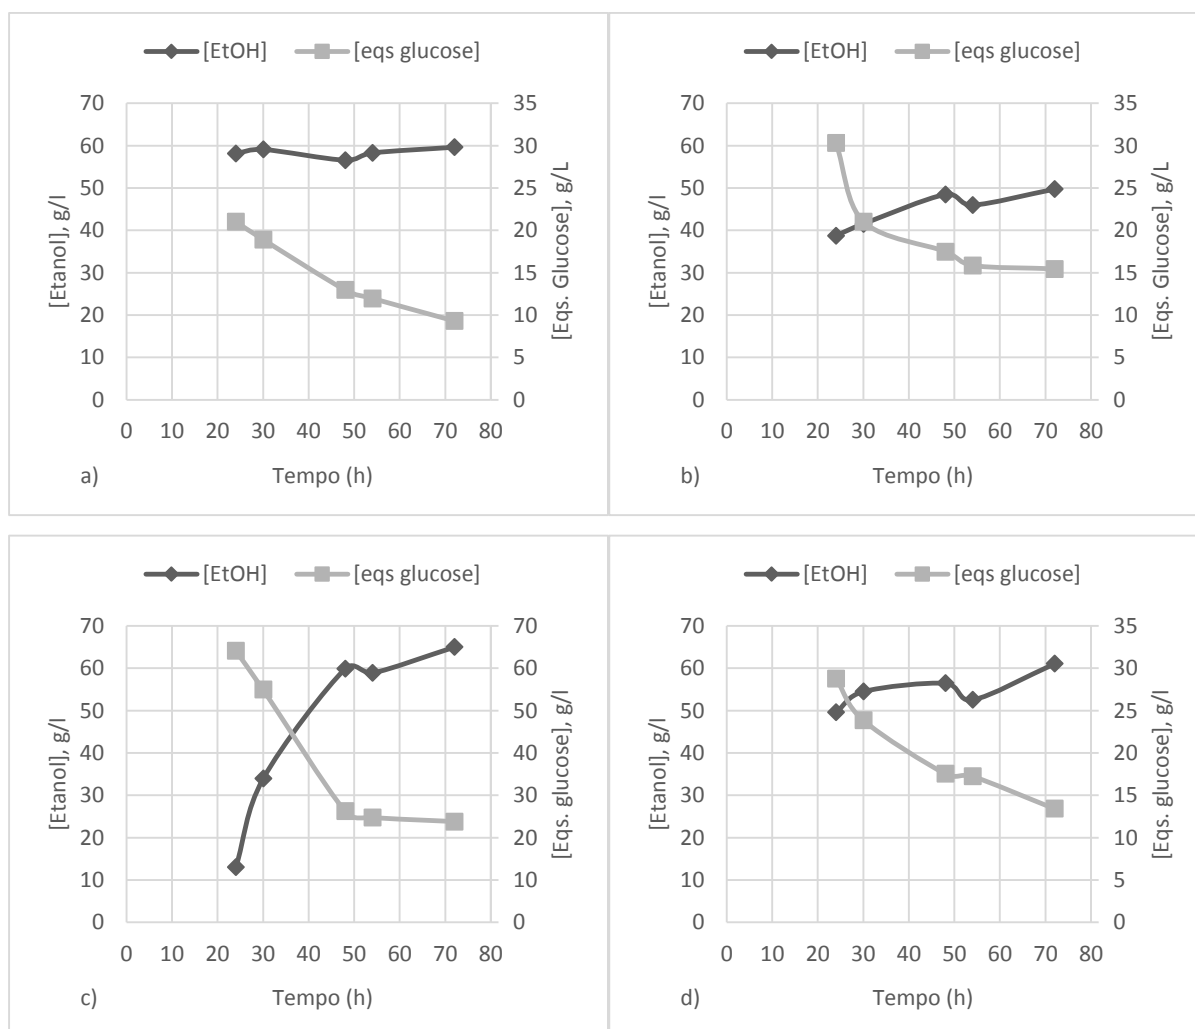 [EtOH] [eqs glucose]
70 35
60 30
50 25
40 20
30 15
20 10
10 5
0 0
0 10 20 30 40 50 60 70 80
[Etanol], g/l
[Eqs. Glucose], g/L
a) Tempo (h)
[EtOH] [eqs glucose]
70 35
60 30
50 25
40 20
30 15
20 10
10 5
0 0
0 10 20 30 40 50 60 70 80
[Etanol], g/l
[Eqs. Glucose], g/L
b) Tempo (h)
[EtOH] [eqs glucose]
70 70
60 60
50 50
40 40
30 30
20 20
10 10
0 0
0 10 20 30 40 50 60 70 80
[Etanol], g/l
[Eqs. glucose], g/l
c) Tempo (h)
[EtOH] [eqs glucose]
70 35
60 30
50 25
40 20
30 15
20 10
10 5
0 0
0 10 20 30 40 50 60 70 80
[Etanol], g/l
[Eqs. glucose], g/l
d) Tempo (h)